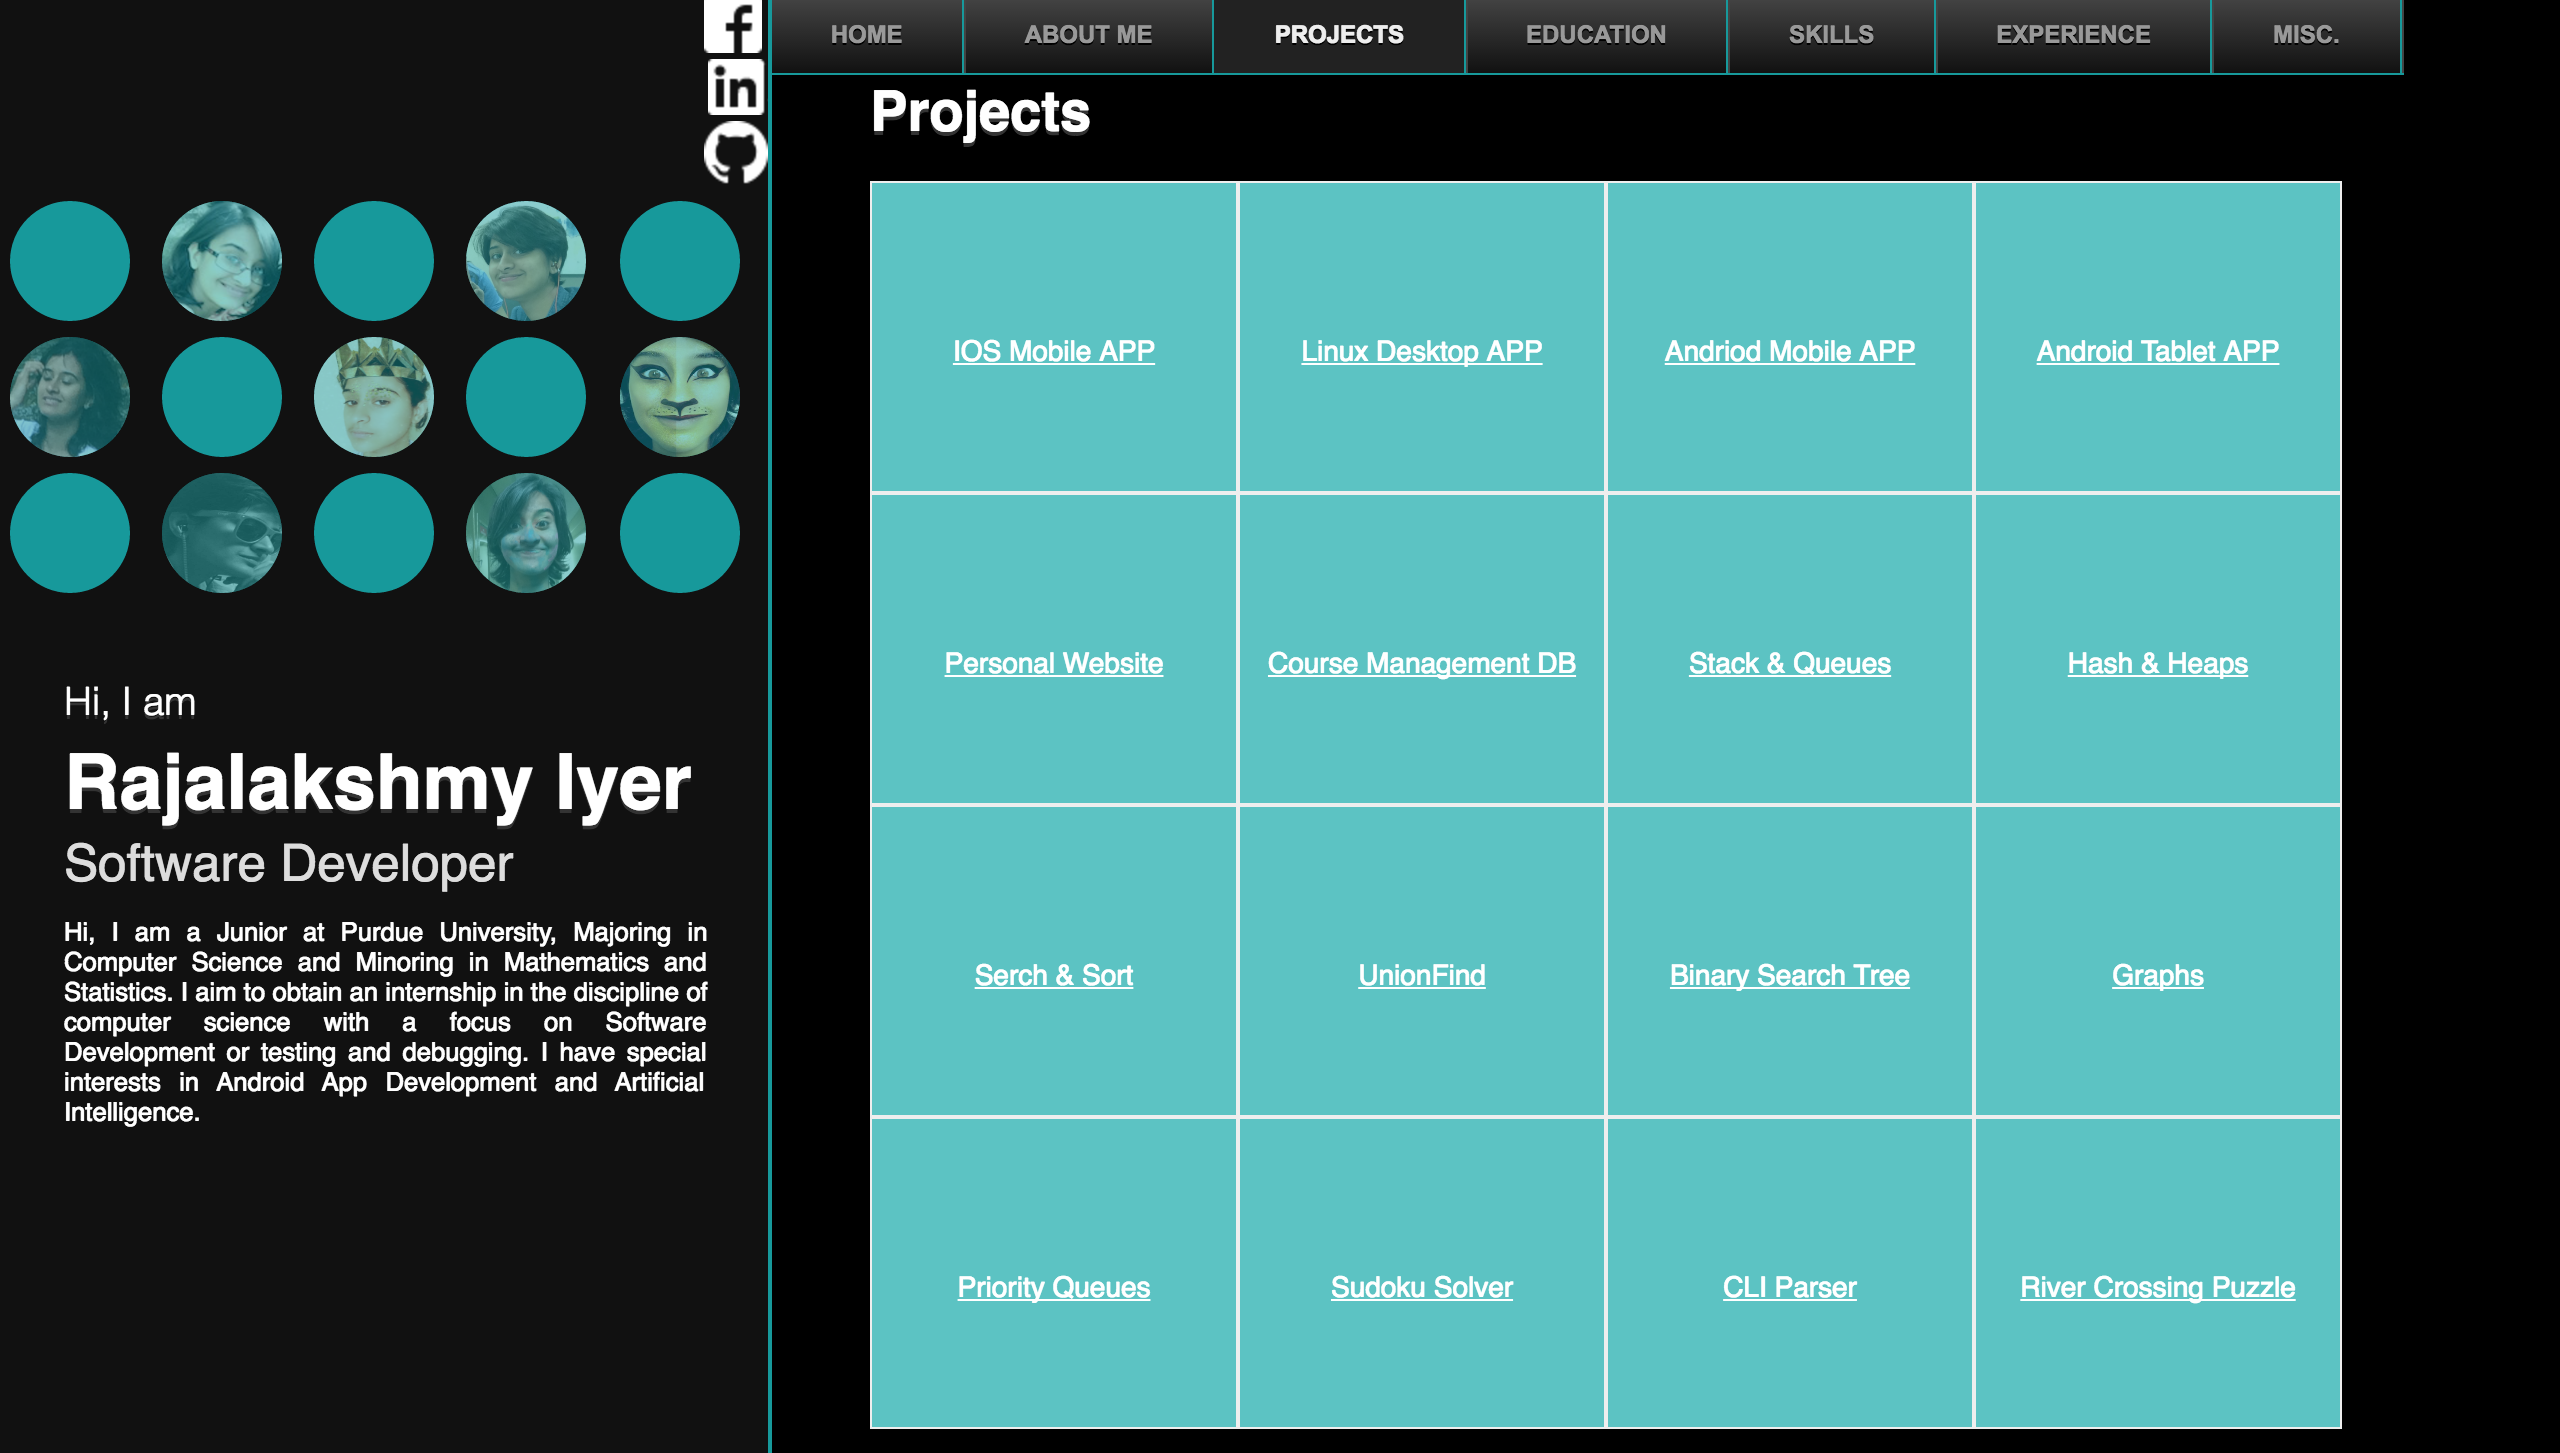 HOME ABOUT ME PROJECTS EDUCATION SKILLS EXPERIENCE MISC.
Projects
IOS Mobile APP Linux Desktop APP Andriod Mobile APP Android Tablet APP
Personal Website Course Management DB Stack & Queues Hash & Heaps
Serch & Sort UnionFind Binary Search Tree Graphs
Priority Queues Sudoku Solver CLI Parser River Crossing Puzzle
f
in
Hi, I am
Rajalakshmy Iyer
Software Developer
Hi, I am a Junior at Purdue University, Majoring in
Computer Science and Minoring in Mathematics and
Statistics. I aim to obtain an internship in the discipline of
computer science with a focus on Software
Development or testing and debugging. I have special
interests in Android App Development and Artificial
Intelligence.